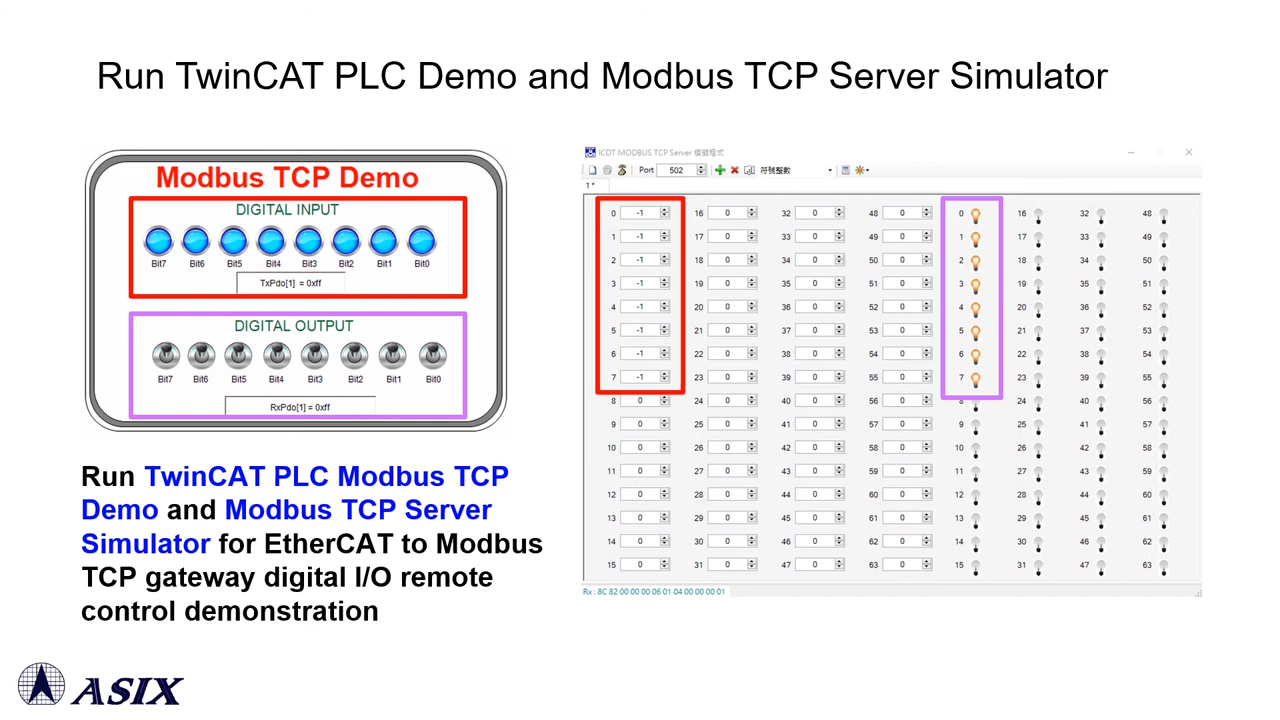 Run TwinCAT PLC Demo and Modbus TCP Server Simulator
Modbus TCP Demo
DIGITAL INPUT
Bit7 Bit6 Bit5 Bit4 Bit3 Bit2 Bit1 Bit0
TxPdo[1] = 0xff
DIGITAL OUTPUT
Bit7 Bit6 Bit5 Bit4 Bit3 Bit2 Bit1 Bit0
RxPdo[1] = 0xff
Run TwinCAT PLC Modbus TCP
Demo and Modbus TCP Server
Simulator for EtherCAT to Modbus
TCP gateway digital I/O remote
control demonstration
ICDT MODBUS TCP Server 模擬程式
Port 502 符號整數
1 *
0 -1 16 0 32 0 48 0 0 16 32 48
1 -1 17 0 33 0 49 0 1 17 33 49
2 -1 18 0 34 0 50 0 2 18 34 50
3 -1 19 0 35 0 51 0 3 19 35 51
4 -1 20 0 36 0 52 0 4 20 36 52
5 -1 21 0 37 0 53 0 5 21 37 53
6 -1 22 0 38 0 54 0 6 22 38 54
7 -1 23 0 39 0 55 0 7 23 39 55
8 0 24 0 40 0 56 0 8 24 40 56
9 0 25 0 41 0 57 0 9 25 41 57
10 0 26 0 42 0 58 0 10 26 42 58
11 0 27 0 43 0 59 0 11 27 43 59
12 0 28 0 44 0 60 0 12 28 44 60
13 0 29 0 45 0 61 0 13 29 45 61
14 0 30 0 46 0 62 0 14 30 46 62
15 0 31 0 47 0 63 0 15 31 47 63
Rx : 8C 82 00 00 00 06 01 04 00 00 00 01
ASIX